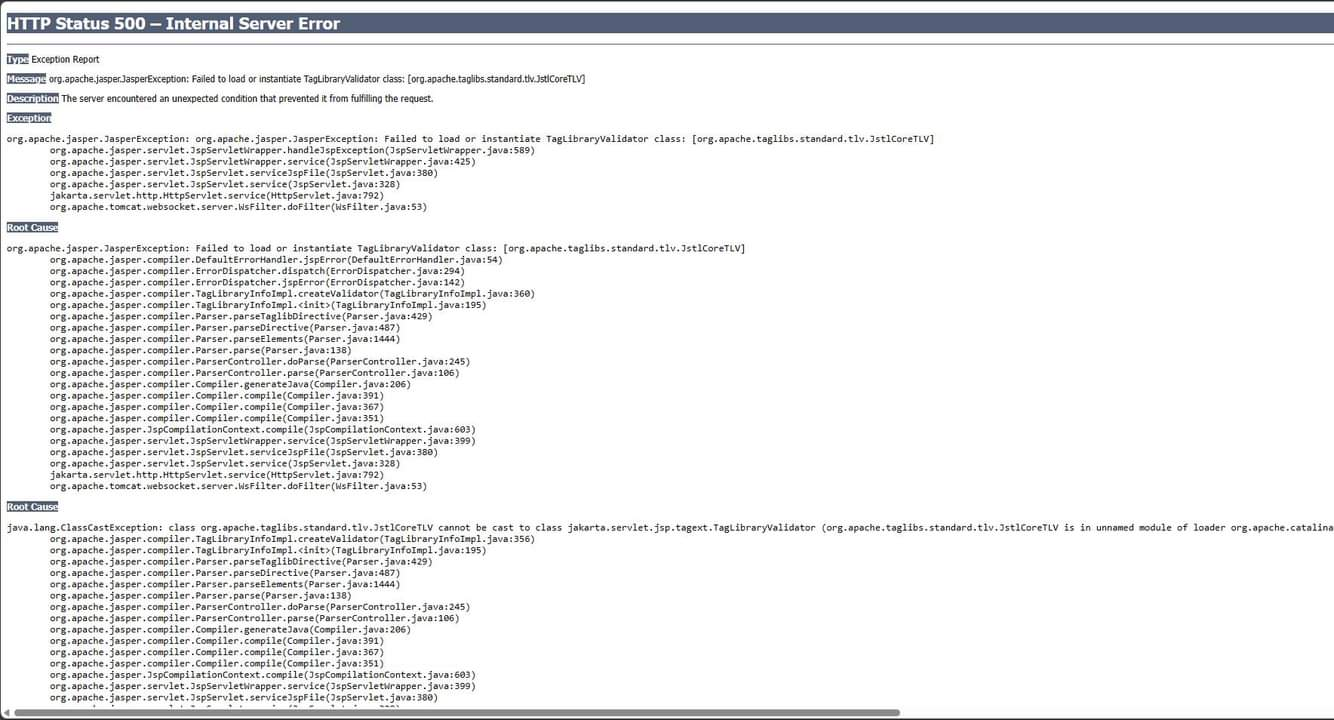 HTTP Status 500 – Internal Server Error
Type Exception Report
Message org.apache.jasper.JasperException: Failed to load or instantiate TagLibraryValidator class: [org.apache.taglibs.standard.tlv.JstlCoreTLV]
Description The server encountered an unexpected condition that prevented it from fulfilling the request.
Exception
org.apache.jasper.JasperException: org.apache.jasper.JasperException: Failed to load or instantiate TagLibraryValidator class: [org.apache.taglibs.standard.tlv.JstlCoreTLV]
org.apache.jasper.servlet.JspServletWrapper.handleJspException(JspServletWrapper.java:589)
org.apache.jasper.servlet.JspServletWrapper.service(JspServletWrapper.java:425)
org.apache.jasper.servlet.JspServlet.serviceJspFile(JspServlet.java:380)
org.apache.jasper.servlet.JspServlet.service(JspServlet.java:328)
jakarta.servlet.http.HttpServlet.service(HttpServlet.java:792)
org.apache.tomcat.websocket.server.WsFilter.doFilter(WsFilter.java:53)
Root Cause
org.apache.jasper.JasperException: Failed to load or instantiate TagLibraryValidator class: [org.apache.taglibs.standard.tlv.JstlCoreTLV]
org.apache.jasper.compiler.DefaultErrorHandler.jspError(DefaultErrorHandler.java:54)
org.apache.jasper.compiler.ErrorDispatcher.dispatch(ErrorDispatcher.java:294)
org.apache.jasper.compiler.ErrorDispatcher.jspError(ErrorDispatcher.java:142)
org.apache.jasper.compiler.TagLibraryInfoImpl.createValidator(TagLibraryInfoImpl.java:360)
org.apache.jasper.compiler.TagLibraryInfoImpl.<init>(TagLibraryInfoImpl.java:195)
org.apache.jasper.compiler.Parser.parseTaglibDirective(Parser.java:429)
org.apache.jasper.compiler.Parser.parseDirective(Parser.java:487)
org.apache.jasper.compiler.Parser.parseElements(Parser.java:1444)
org.apache.jasper.compiler.Parser.parse(Parser.java:138)
org.apache.jasper.compiler.ParserController.doParse(ParserController.java:245)
org.apache.jasper.compiler.ParserController.parse(ParserController.java:106)
org.apache.jasper.compiler.Compiler.generateJava(Compiler.java:206)
org.apache.jasper.compiler.Compiler.compile(Compiler.java:391)
org.apache.jasper.compiler.Compiler.compile(Compiler.java:367)
org.apache.jasper.compiler.Compiler.compile(Compiler.java:351)
org.apache.jasper.JspCompilationContext.compile(JspCompilationContext.java:603)
org.apache.jasper.servlet.JspServletWrapper.service(JspServletWrapper.java:399)
org.apache.jasper.servlet.JspServlet.serviceJspFile(JspServlet.java:380)
org.apache.jasper.servlet.JspServlet.service(JspServlet.java:328)
jakarta.servlet.http.HttpServlet.service(HttpServlet.java:792)
org.apache.tomcat.websocket.server.WsFilter.doFilter(WsFilter.java:53)
Root Cause
java.lang.ClassCastException: class org.apache.taglibs.standard.tlv.JstlCoreTLV cannot be cast to class jakarta.servlet.jsp.tagext.TagLibraryValidator (org.apache.taglibs.standard.tlv.JstlCoreTLV is in unnamed module of loader org.apache.catalina
org.apache.jasper.compiler.TagLibraryInfoImpl.createValidator(TagLibraryInfoImpl.java:356)
org.apache.jasper.compiler.TagLibraryInfoImpl.<init>(TagLibraryInfoImpl.java:195)
org.apache.jasper.compiler.Parser.parseTaglibDirective(Parser.java:429)
org.apache.jasper.compiler.Parser.parseDirective(Parser.java:487)
org.apache.jasper.compiler.Parser.parseElements(Parser.java:1444)
org.apache.jasper.compiler.Parser.parse(Parser.java:138)
org.apache.jasper.compiler.ParserController.doParse(ParserController.java:245)
org.apache.jasper.compiler.ParserController.parse(ParserController.java:106)
org.apache.jasper.compiler.Compiler.generateJava(Compiler.java:206)
org.apache.jasper.compiler.Compiler.compile(Compiler.java:391)
org.apache.jasper.compiler.Compiler.compile(Compiler.java:367)
org.apache.jasper.compiler.Compiler.compile(Compiler.java:351)
org.apache.jasper.JspCompilationContext.compile(JspCompilationContext.java:603)
org.apache.jasper.servlet.JspServletWrapper.service(JspServletWrapper.java:399)
org.apache.jasper.servlet.JspServlet.serviceJspFile(JspServlet.java:380)